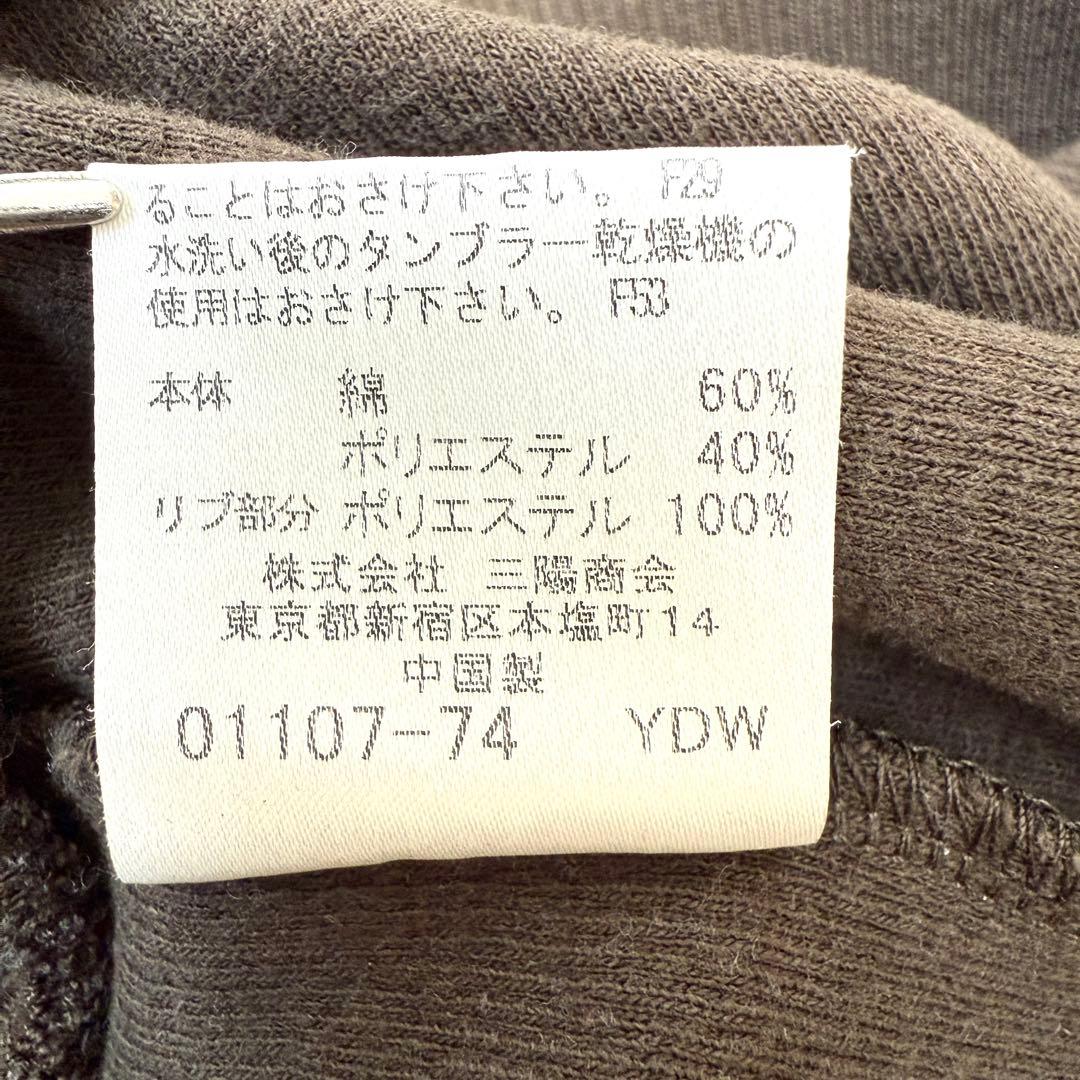 ることはおさけ下さい。 F29
水洗い後のタンブラー乾燥機の
使用はおさけ下さい。 F53
本体 綿 60%
ポリエステル 40%
リブ部分 ポリエステル 100%
株式会社 三陽商会
東京都新宿区本塩町14
中国製
01107-74 YDW